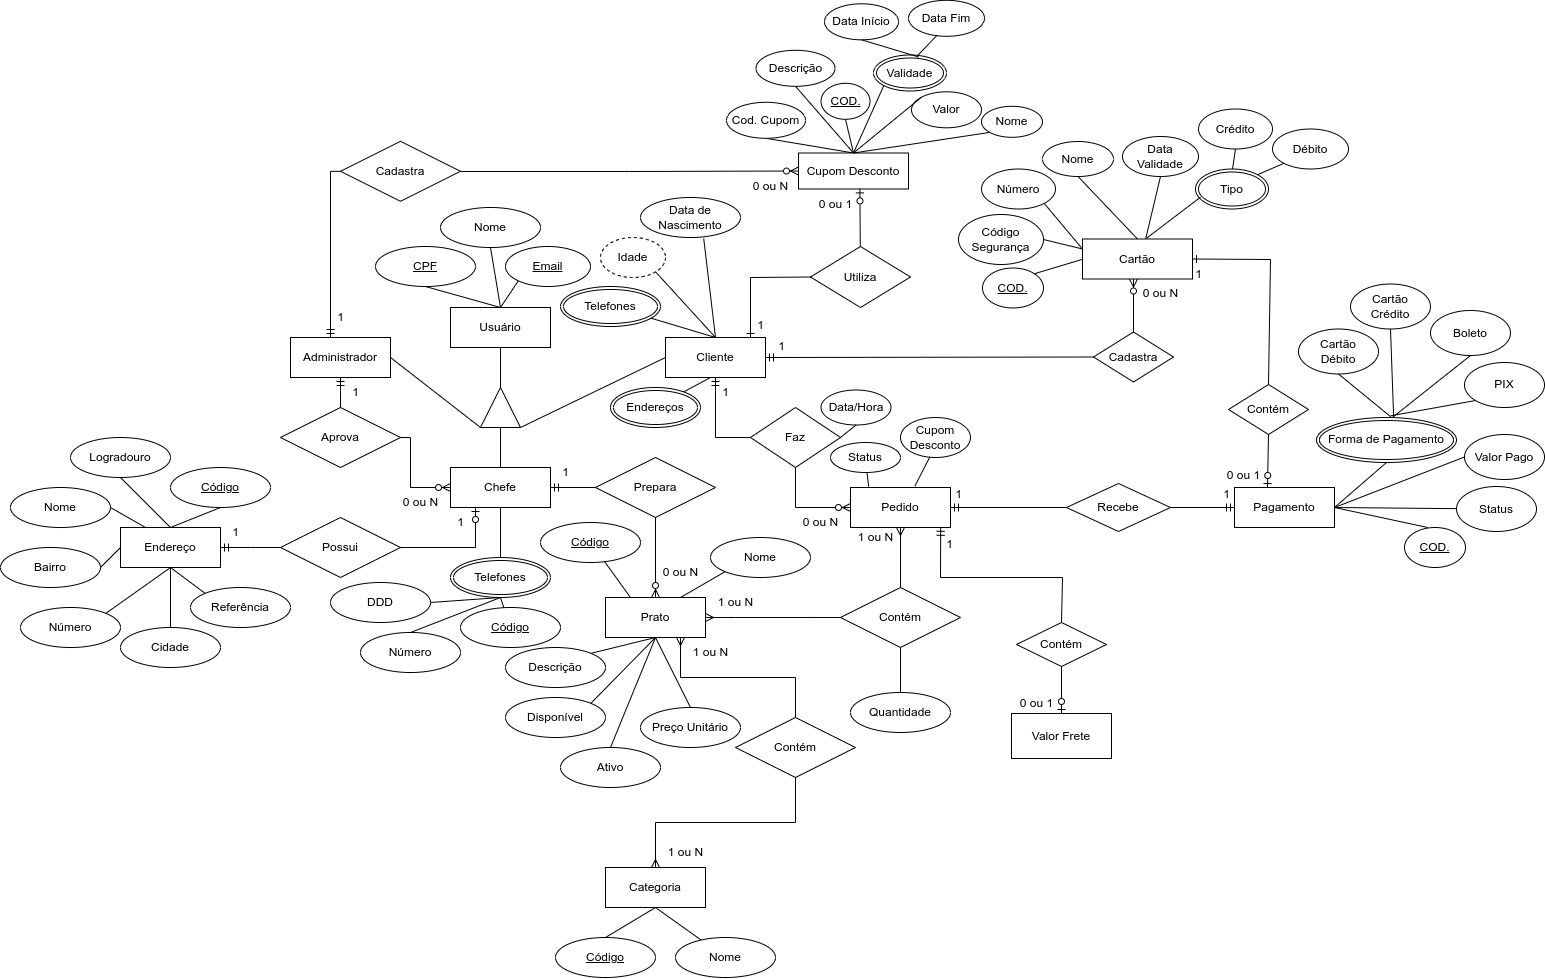 Data Início
Data Fim
Descrição
Validade
COD.
Cod. Cupom
Valor
Nome
Cadastra
Cupom Desconto
0 ou N
0 ou 1
Crédito
Débito
Nome
Data
Validade
Número
Tipo
Código
Segurança
Cartão
COD.
1
0 ou N
Data de
Nascimento
Nome
Idade
CPF
Email
Telefones
Utiliza
Usuário
1
Administrador
1
Cliente
1
1
Cadastra
Endereços
1
Cartão
Crédito
Cartão
Débito
Boleto
PIX
Contém
Forma de Pagamento
Valor Pago
Status
COD.
0 ou 1
Aprova
Faz
Data/Hora
Cupom
Desconto
Status
Logradouro
Código
Nome
0 ou N
Chefe
1
1
Prepara
Pedido
1
0 ou N
1 ou N
1
Recebe
1
Pagamento
Endereço
1
Possui
Bairro
Número
Cidade
Referência
Telefones
DDD
Número
Código
Código
Nome
0 ou N
Prato
1 ou N
1 ou N
Contém
Contém
Descrição
Disponível
Preço Unitário
Ativo
Quantidade
0 ou 1
Valor Frete
Contém
1 ou N
Categoria
Código
Nome